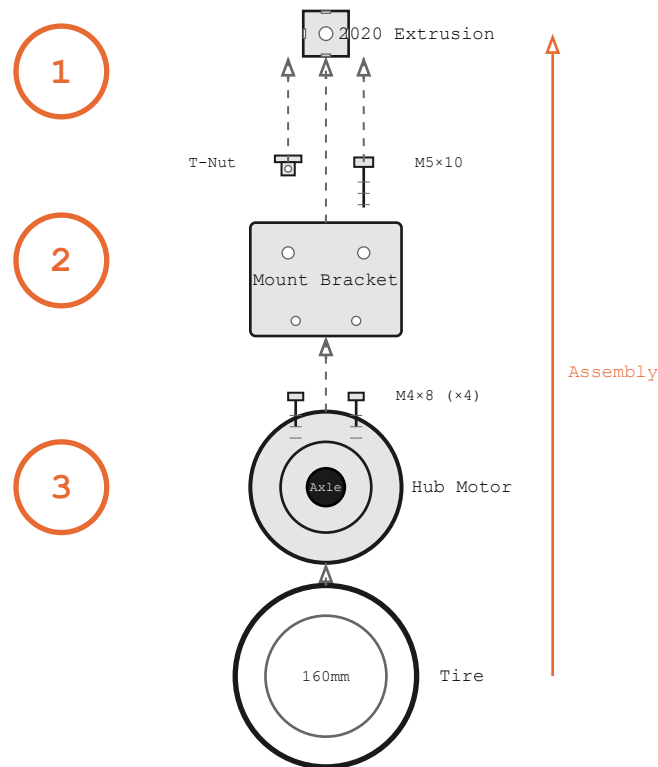 2020 Extrusion
1
T-Nut
M5×10
2
Mount Bracket
Assembly
M4×8 (×4)
3
Axle
Hub Motor
160mm
Tire